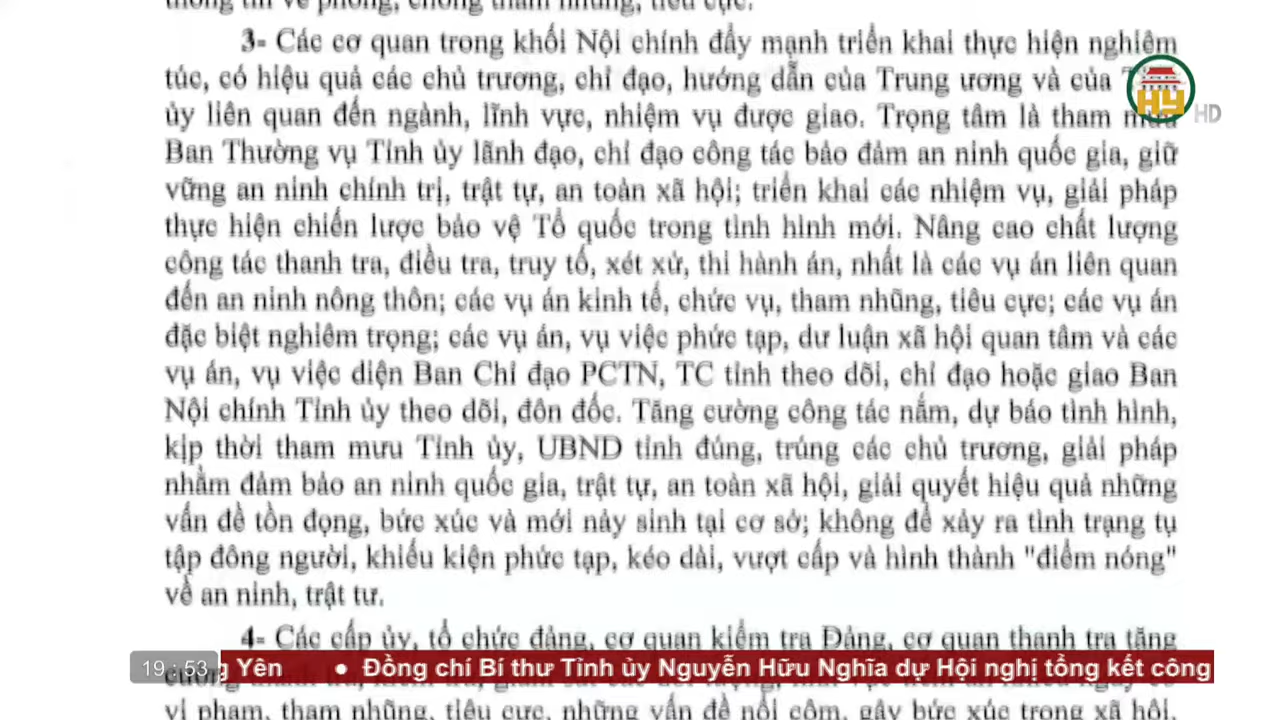 thông tin về phòng, chống tham nhũng, tiêu cực.
3- Các cơ quan trong khối Nội chính đẩy mạnh triển khai thực hiện nghiêm
túc, có hiệu quả các chủ trương, chỉ đạo, hướng dẫn của Trung ương và của
ủy liên quan đến ngành, lĩnh vực, nhiệm vụ được giao. Trọng tâm là tham mưu
Ban Thường vụ Tỉnh ủy lãnh đạo, chỉ đạo công tác bảo đảm an ninh quốc gia, giữ
vững an ninh chính trị, trật tự, an toàn xã hội; triển khai các nhiệm vụ, giải pháp
thực hiện chiến lược bảo vệ Tổ quốc trong tình hình mới. Nâng cao chất lượng
công tác thanh tra, điều tra, truy tố, xét xử, thi hành án, nhất là các vụ án liên quan
đến an ninh nông thôn; các vụ án kinh tế, chức vụ, tham nhũng, tiêu cực; các vụ án
đặc biệt nghiêm trọng; các vụ án, vụ việc phức tạp, dư luận xã hội quan tâm và các
vụ án, vụ việc diện Ban Chỉ đạo PCTN, TC tỉnh theo dõi, chỉ đạo hoặc giao Ban
Nội chính Tỉnh ủy theo dõi, đôn đốc. Tăng cường công tác nắm, dự báo tình hình,
kịp thời tham mưu Tỉnh ủy, UBND tỉnh đúng, trúng các chủ trương, giải pháp
nhằm đảm bảo an ninh quốc gia, trật tự, an toàn xã hội, giải quyết hiệu quả những
vấn đề tồn đọng, bức xúc và mới nảy sinh tại cơ sở; không để xảy ra tình trạng tụ
tập đông người, khiếu kiện phức tạp, kéo dài, vượt cấp và hình thành "điểm nóng"
về an ninh, trật tư.
4- Các cấp ủy, tổ chức đảng, cơ quan kiểm tra Đảng, cơ quan thanh tra tăng
vi phạm, tham nhũng, tiêu cực, những vấn đề nổi cộm, gây bức xúc trong xã hội,
HY HD
19:53 g Yên • Đồng chí Bí thư Tỉnh ủy Nguyễn Hữu Nghĩa dự Hội nghị tổng kết công